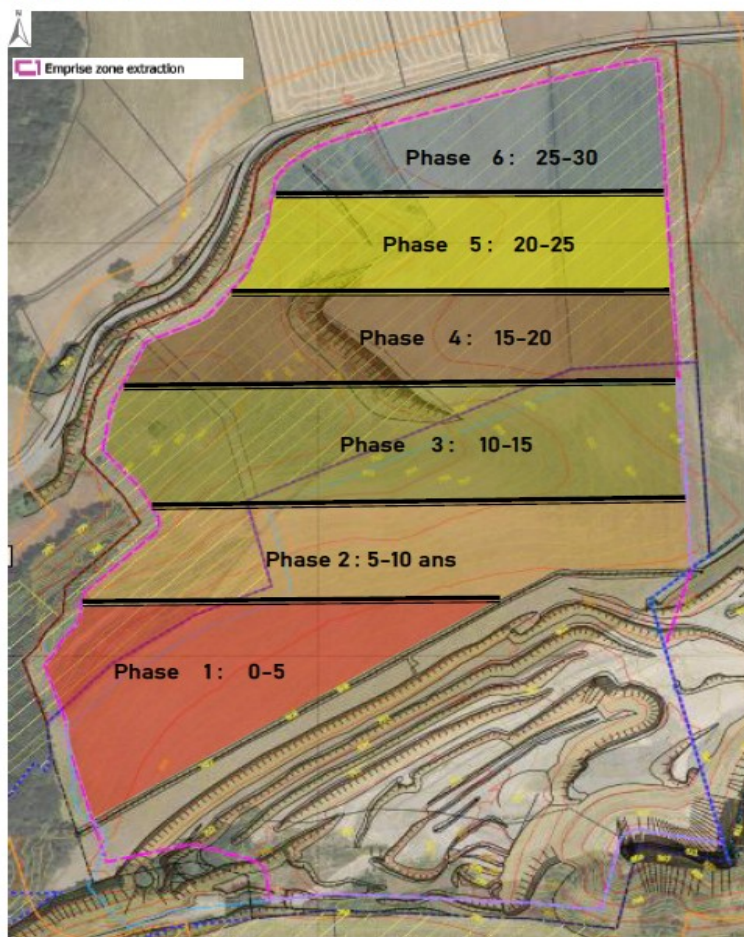 N
Emprise zone extraction
Phase 6 : 25-30
Phase 5 : 20-25
Phase 4 : 15-20
Phase 3 : 10-15
Phase 2 : 5-10 ans
Phase 1 : 0-5